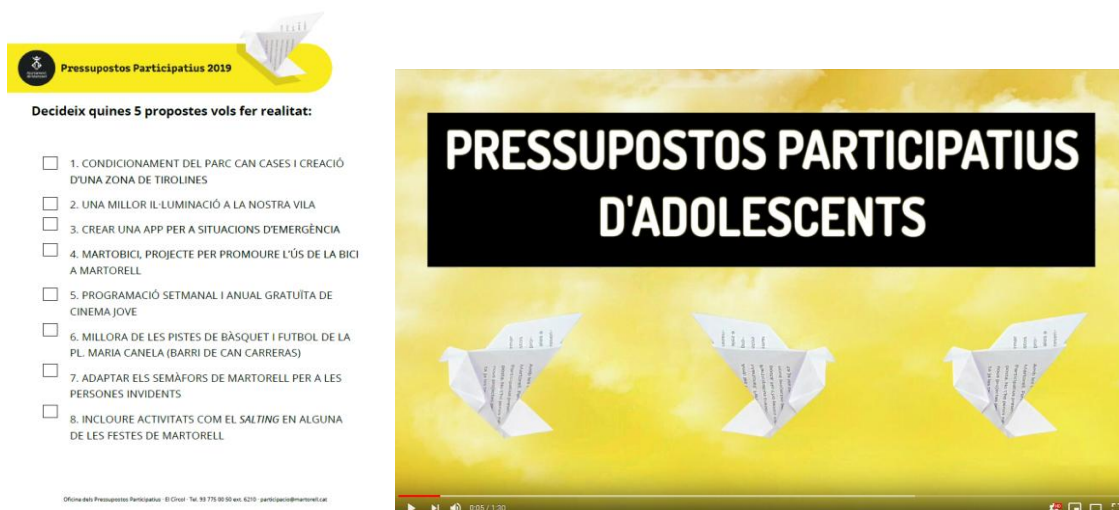 Pressupostos Participatius 2019
Decideix quines 5 propostes vols fer realitat:
1. CONDICIONAMENT DEL PARC CAN CASES I CREACIÓ
D'UNA ZONA DE TIROLINES
2. UNA MILLOR IL·LUMINACIÓ A LA NOSTRA VILA
3. CREAR UNA APP PER A SITUACIONS D'EMERGÈNCIA
4. MARTOBICI, PROJECTE PER PROMOURE L'ÚS DE LA BICI
A MARTORELL
5. PROGRAMACIÓ SETMANAL I ANUAL GRATUÏTA DE
CINEMA JOVE
6. MILLORA DE LES PISTES DE BÀSQUET I FUTBOL DE LA
PL. MARIA CANELA (BARRI DE CAN CARRERAS)
7. ADAPTAR ELS SEMÀFORS DE MARTORELL PER A LES
PERSONES INVIDENTS
8. INCLOURE ACTIVITATS COM EL SALTING EN ALGUNA
DE LES FESTES DE MARTORELL
Oficina dels Pressupostos Participatius · El Círcol · Tel. 93 775 00 50 ext. 6210 · participacio@martorell.cat
PRESSUPOSTOS PARTICIPATIUS
D'ADOLESCENTS
0:05 / 1:30